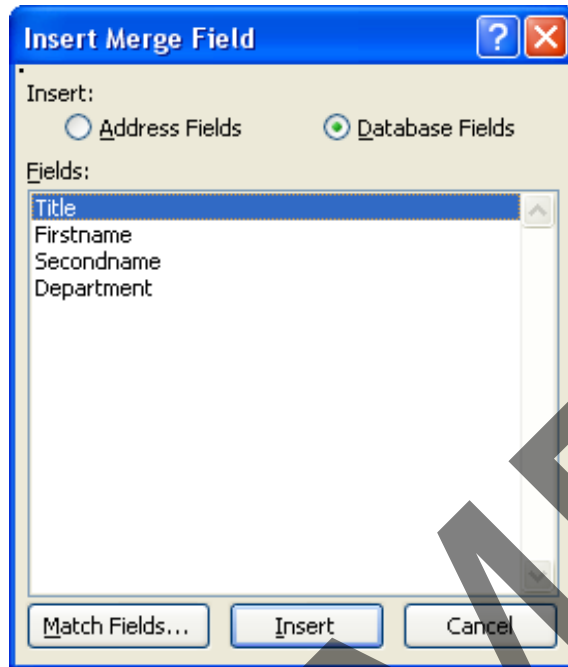 Insert Merge Field
Insert:
Address Fields Database Fields
Fields:
Title
Firstname
Secondname
Department
Match Fields... Insert Cancel